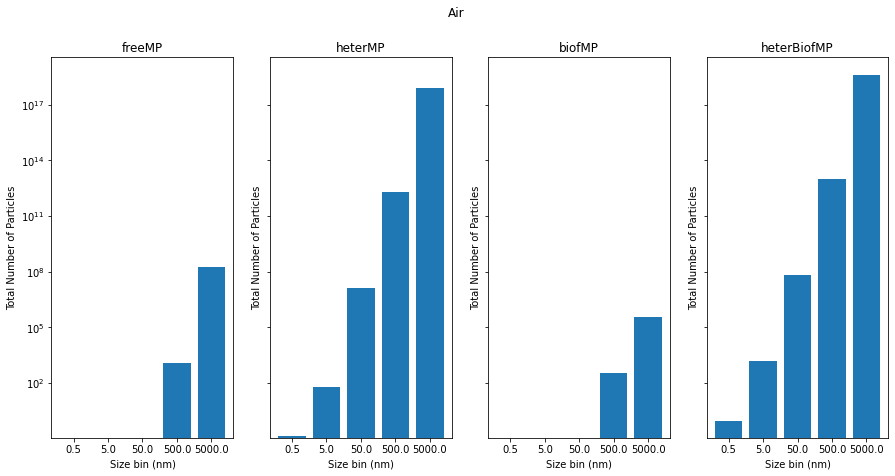 Air
freeMP
heterMP
biofMP
heterBiofMP
Total Number of Particles
10^17
10^14
10^11
10^8
10^5
10^2
0.5 5.0 50.0 500.0 5000.0
Size bin (nm)
Total Number of Particles
0.5 5.0 50.0 500.0 5000.0
Size bin (nm)
Total Number of Particles
0.5 5.0 50.0 500.0 5000.0
Size bin (nm)
Total Number of Particles
0.5 5.0 50.0 500.0 5000.0
Size bin (nm)